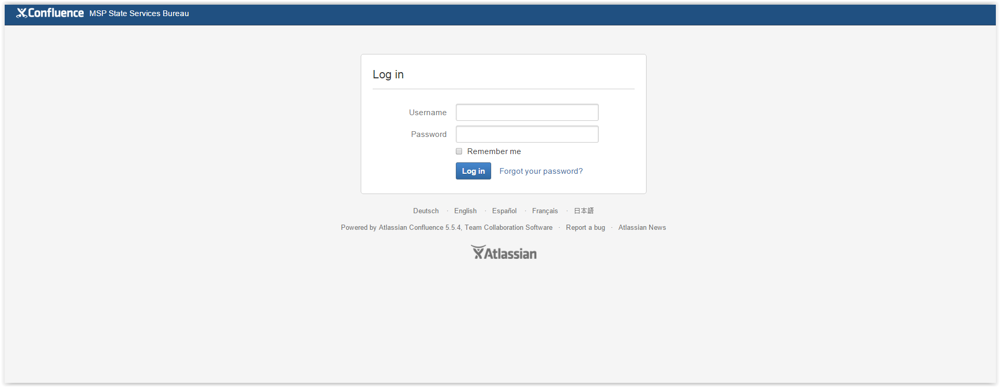 Confluence MSP State Services Bureau
Log in
Username
Password
Remember me
Log in Forgot your password?
Deutsch · English · Español · Français · 日本語
Powered by Atlassian Confluence 5.5.4, Team Collaboration Software · Report a bug · Atlassian News
Atlassian